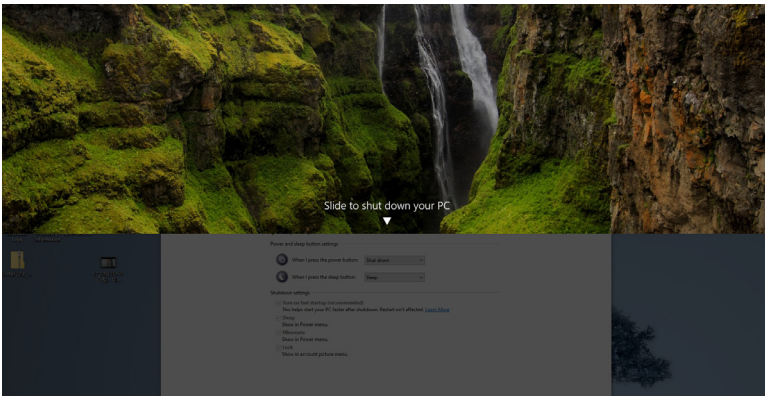 Slide to shut down your PC
Power and sleep button settings
When I press the power button: Shut down
When I press the sleep button: Sleep
Shutdown settings
Turn on fast startup (recommended)
This helps start your PC faster after shutdown. Restart isn't affected. Learn More
Sleep
Show in Power menu.
Hibernate
Show in Power menu.
Lock
Show in account picture menu.